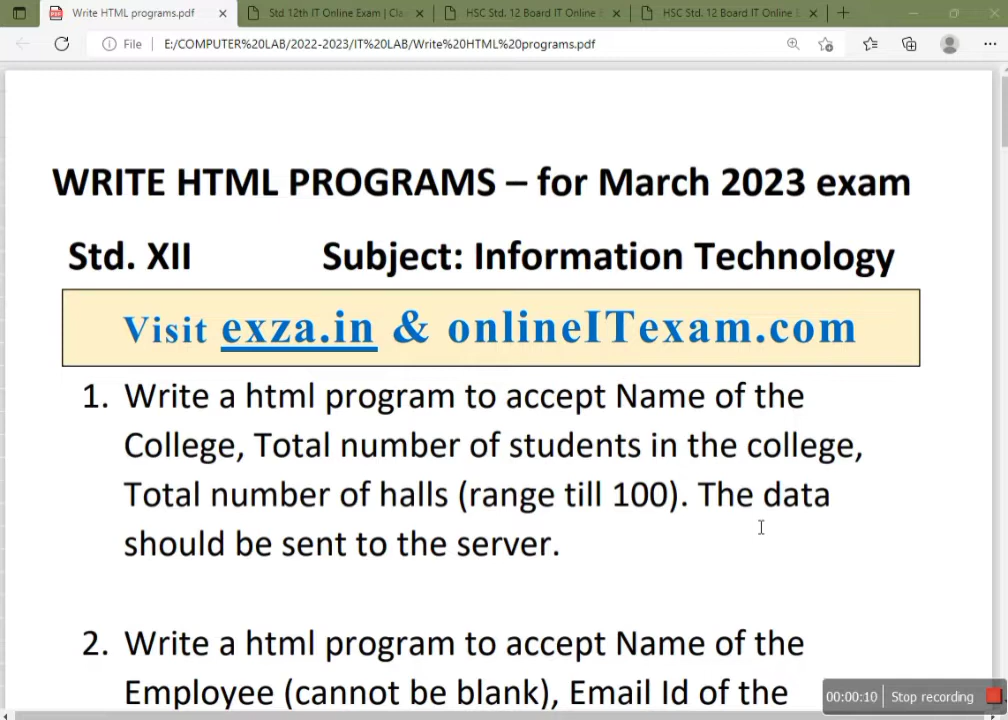 Write HTML programs.pdf
Std 12th IT Online Exam | Cla
HSC Std. 12 Board IT Online E
HSC Std. 12 Board IT Online E
File | E:/COMPUTER%20LAB/2022-2023/IT%20LAB/Write%20HTML%20programs.pdf
WRITE HTML PROGRAMS – for March 2023 exam
Std. XII Subject: Information Technology
Visit exza.in & onlineITexam.com
1. Write a html program to accept Name of the
College, Total number of students in the college,
Total number of halls (range till 100). The data
should be sent to the server.
2. Write a html program to accept Name of the
Employee (cannot be blank), Email Id of the
00:00:10 Stop recording